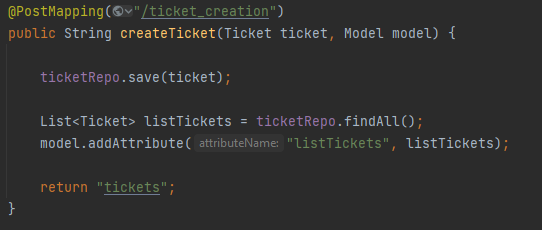 @PostMapping("/ticket_creation")
public String createTicket(Ticket ticket, Model model) {
ticketRepo.save(ticket);
List<Ticket> listTickets = ticketRepo.findAll();
model.addAttribute( attributeName: "listTickets", listTickets);
return "tickets";
}